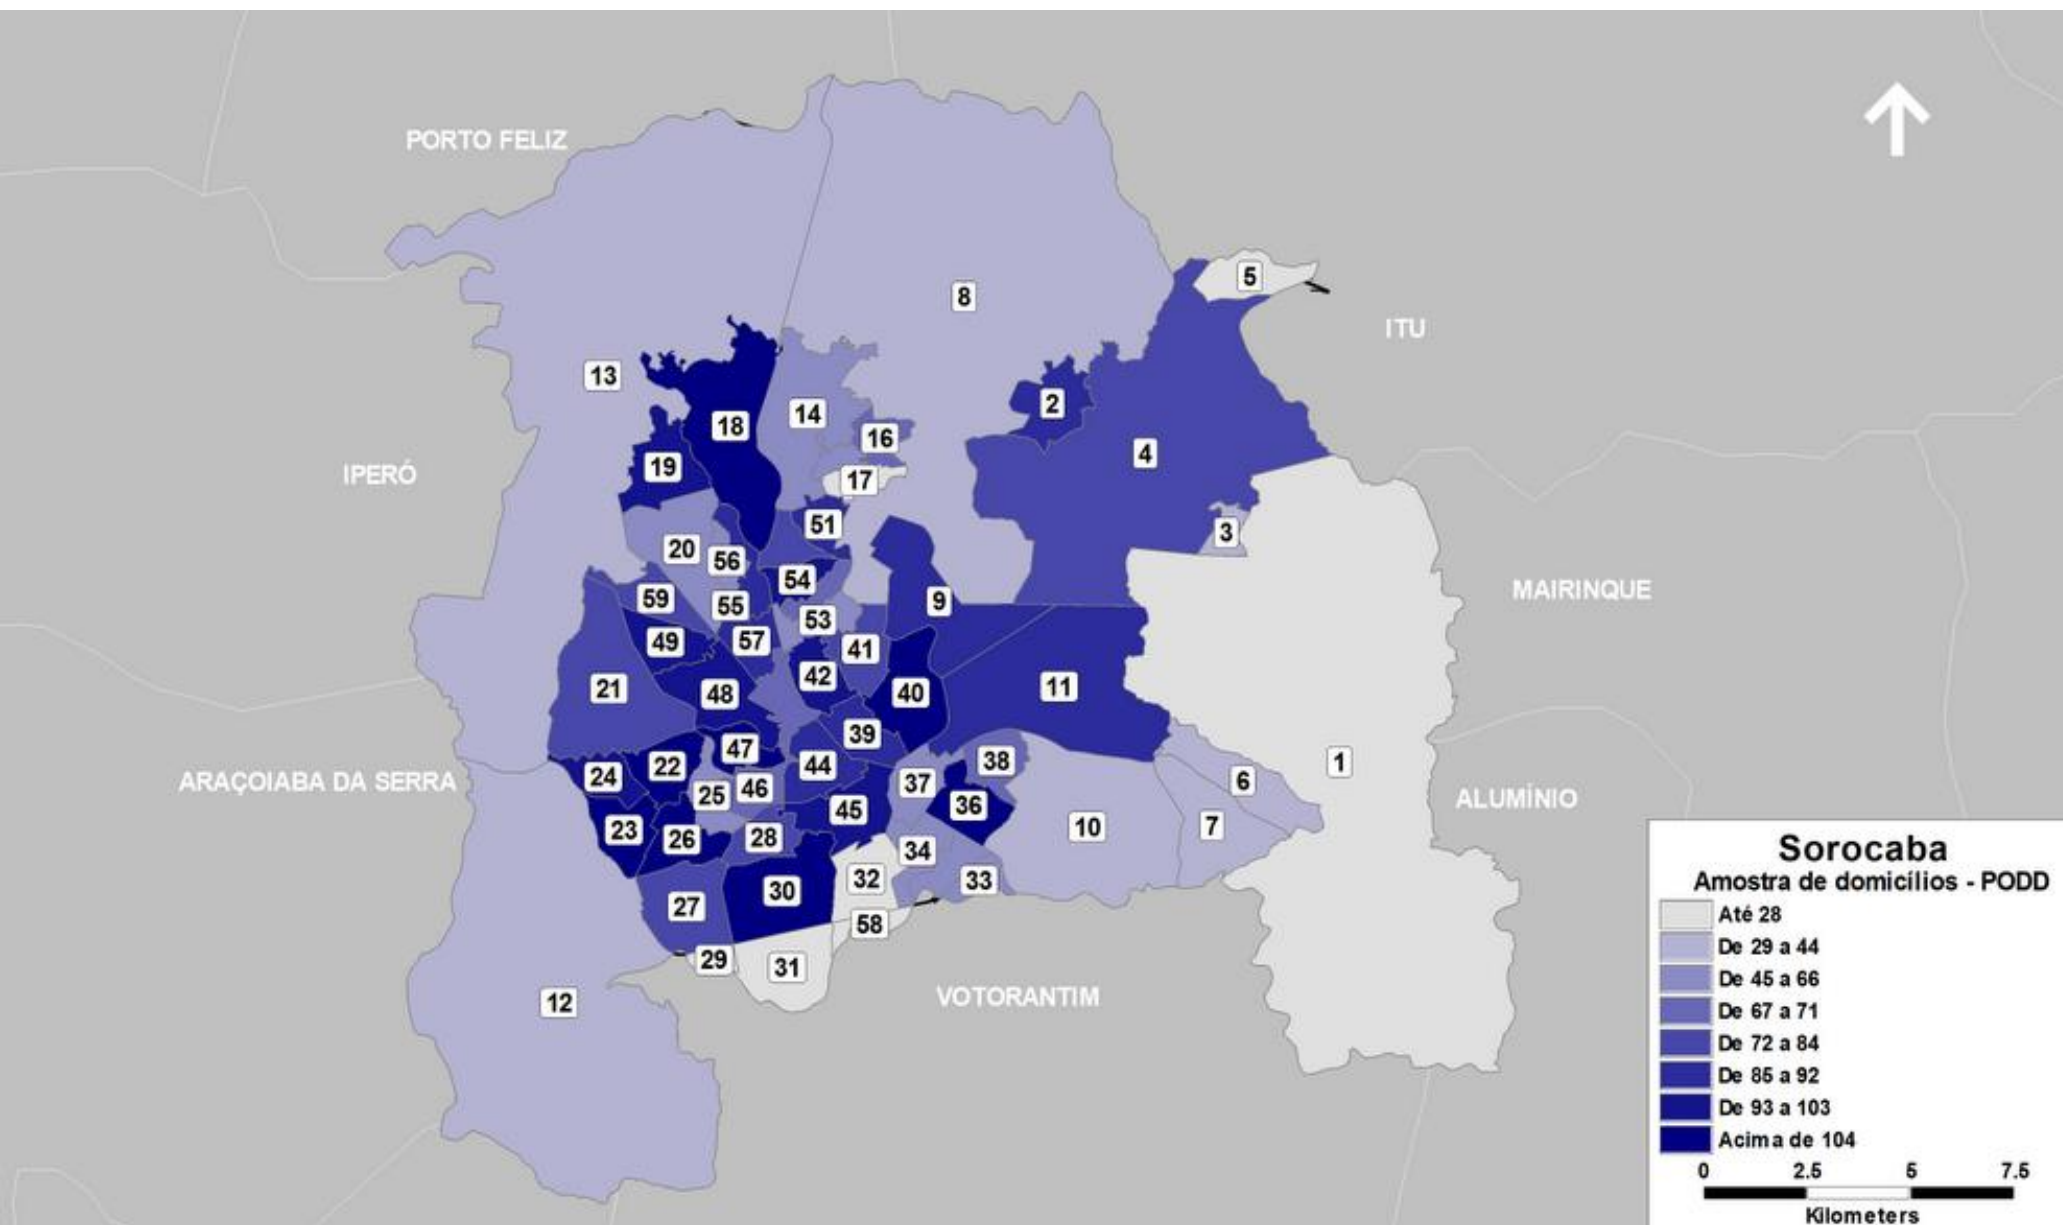 PORTO FELIZ
5
8
ITU
13
2
14
18
16
4
19
IPERÓ
17
51
3
20
56
54
MAIRINQUE
59
9
55
53
49
57
41
42
21
11
48
40
39
47
38
1
24
22
44
ARAÇOIABA DA SERRA
6
37
46
25
ALUMÍNIO
36
45
10
7
23
26
28
34
32
33
30
27
58
29
31
VOTORANTIM
12
Sorocaba
Amostra de domicílios - PODD
Até 28
De 29 a 44
De 45 a 66
De 67 a 71
De 72 a 84
De 85 a 92
De 93 a 103
Acima de 104
0 2.5 5 7.5
Kilometers